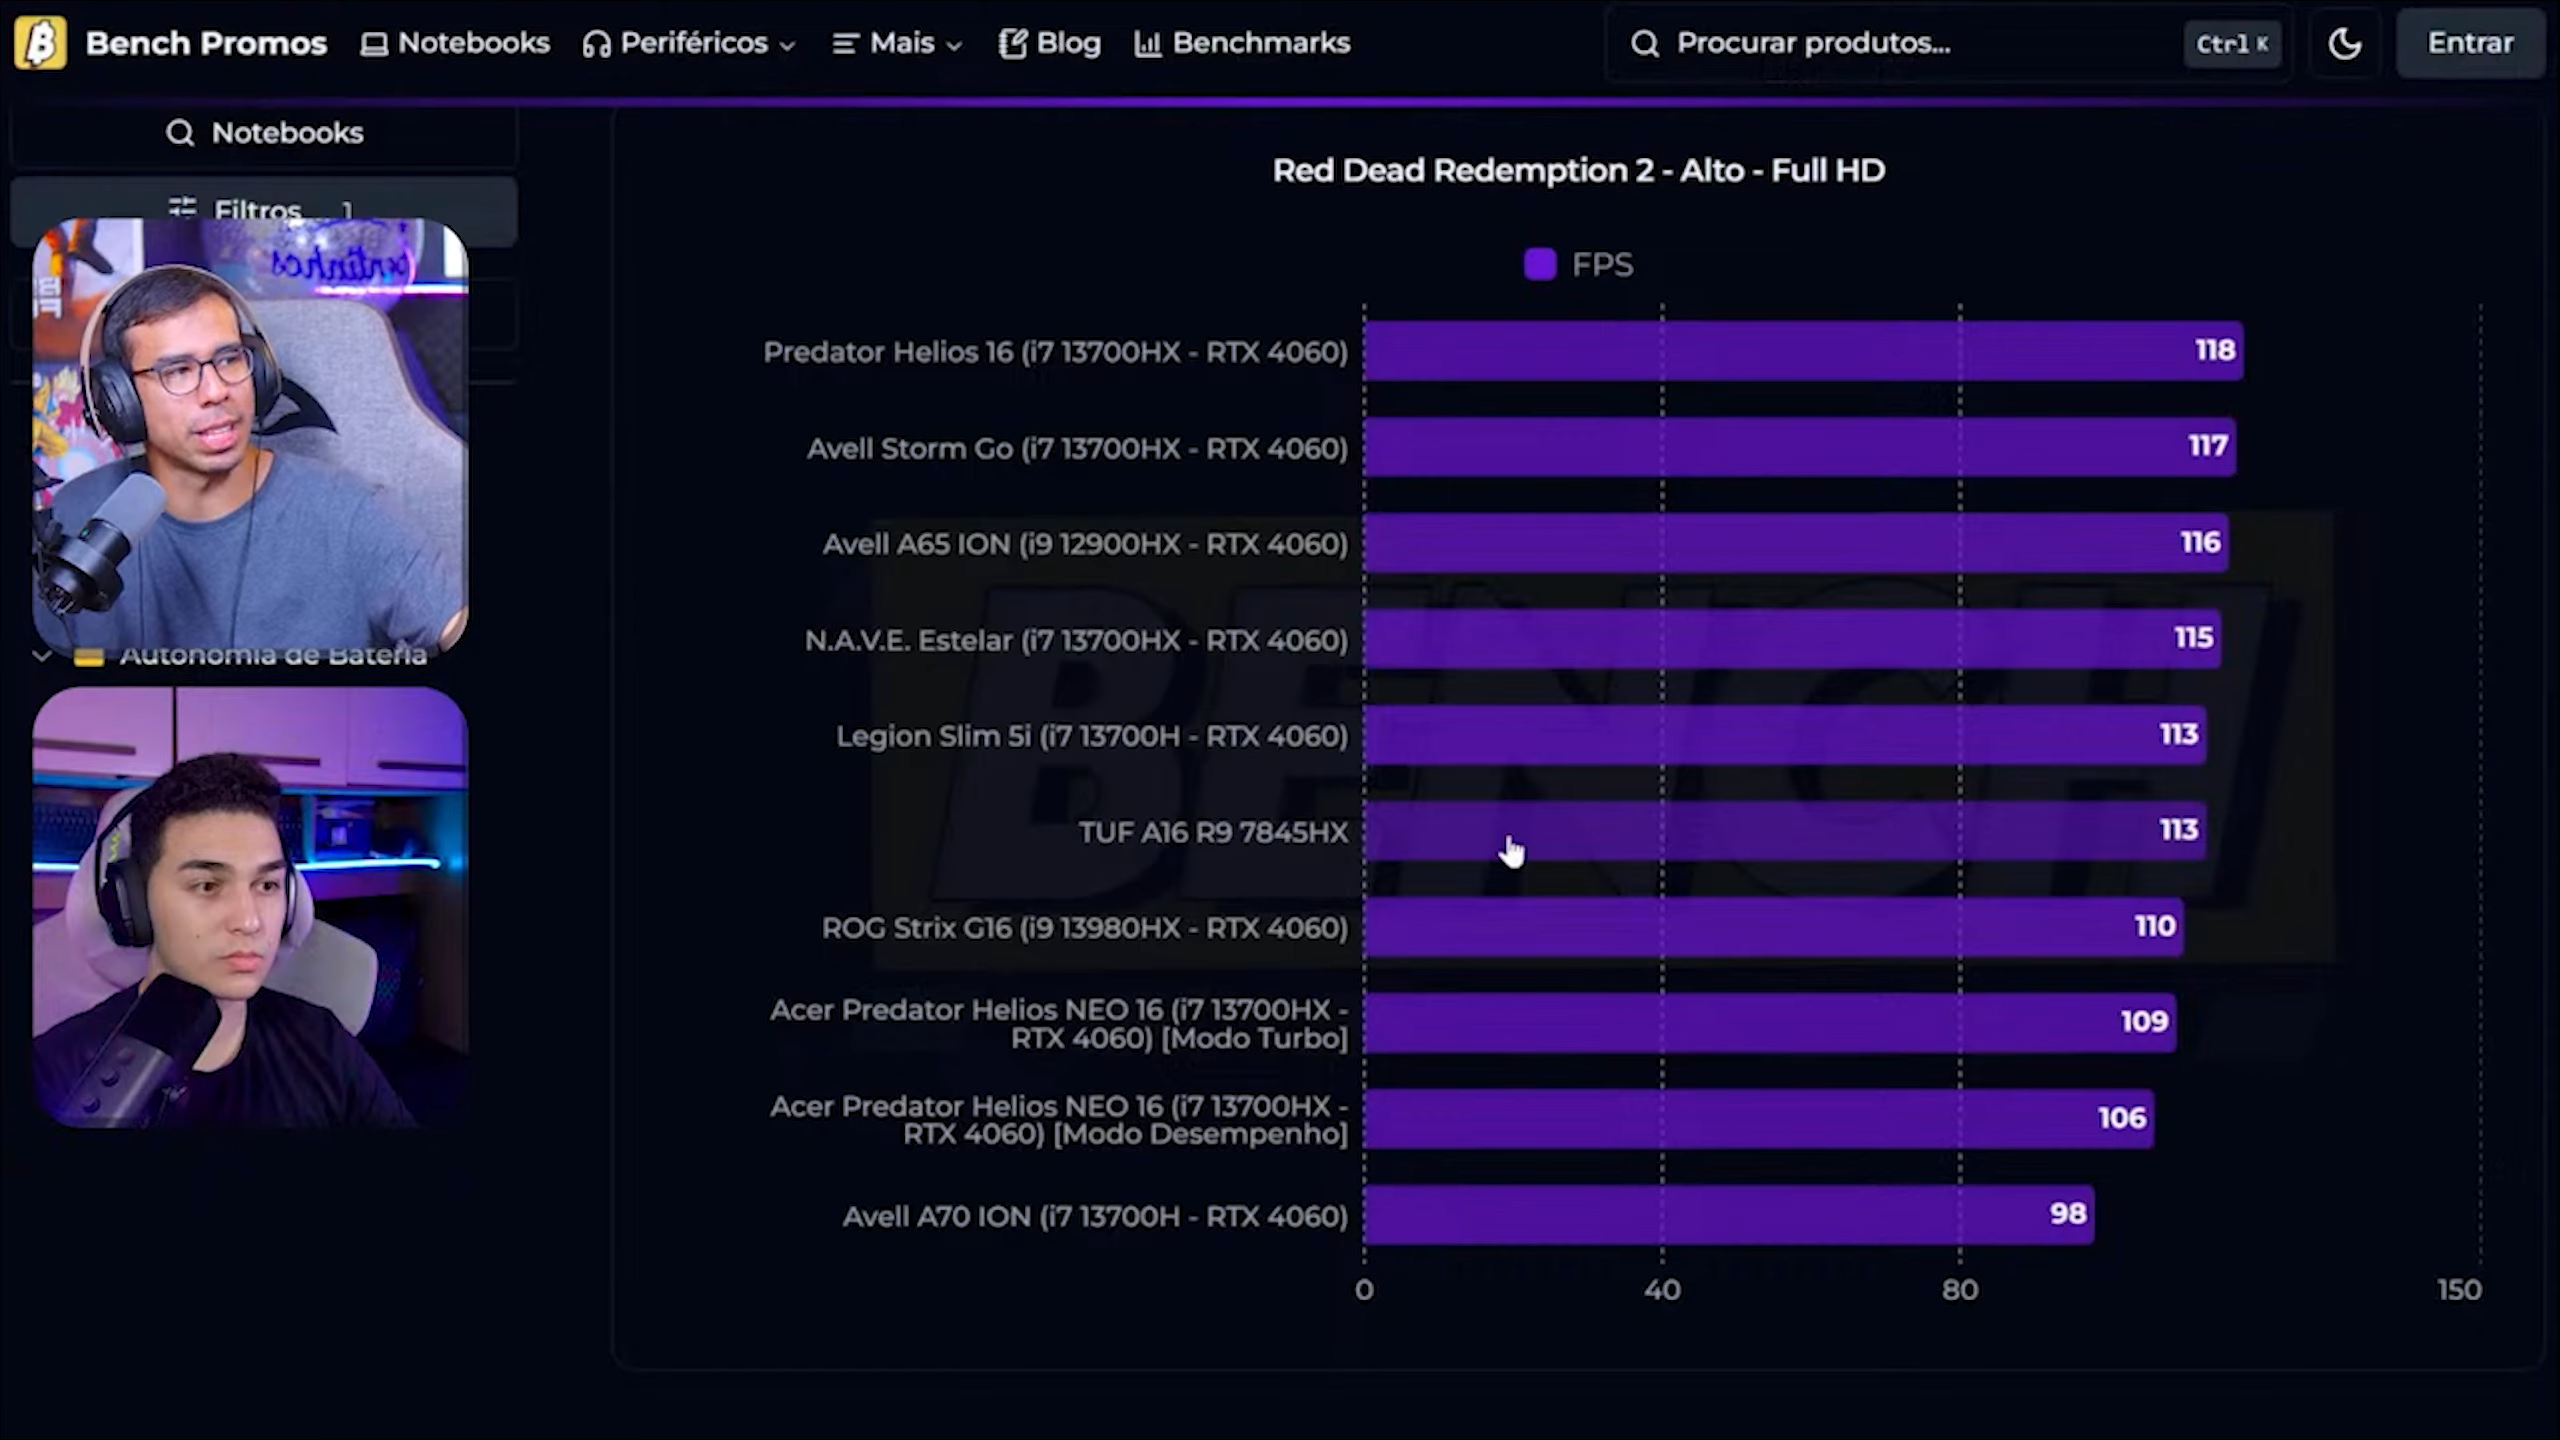 Bench Promos Notebooks Periféricos Mais Blog Benchmarks Procurar produtos... Ctrl K Entrar
Notebooks
Filtros 1
Autonomia de Bateria
Red Dead Redemption 2 - Alto - Full HD
FPS
Predator Helios 16 (i7 13700HX - RTX 4060) 118
Avell Storm Go (i7 13700HX - RTX 4060) 117
Avell A65 ION (i9 12900HX - RTX 4060) 116
N.A.V.E. Estelar (i7 13700HX - RTX 4060) 115
Legion Slim 5i (i7 13700H - RTX 4060) 113
TUF A16 R9 7845HX 113
ROG Strix G16 (i9 13980HX - RTX 4060) 110
Acer Predator Helios NEO 16 (i7 13700HX -
RTX 4060) [Modo Turbo] 109
Acer Predator Helios NEO 16 (i7 13700HX -
RTX 4060) [Modo Desempenho] 106
Avell A70 ION (i7 13700H - RTX 4060) 98
0 40 80 150
BENCH